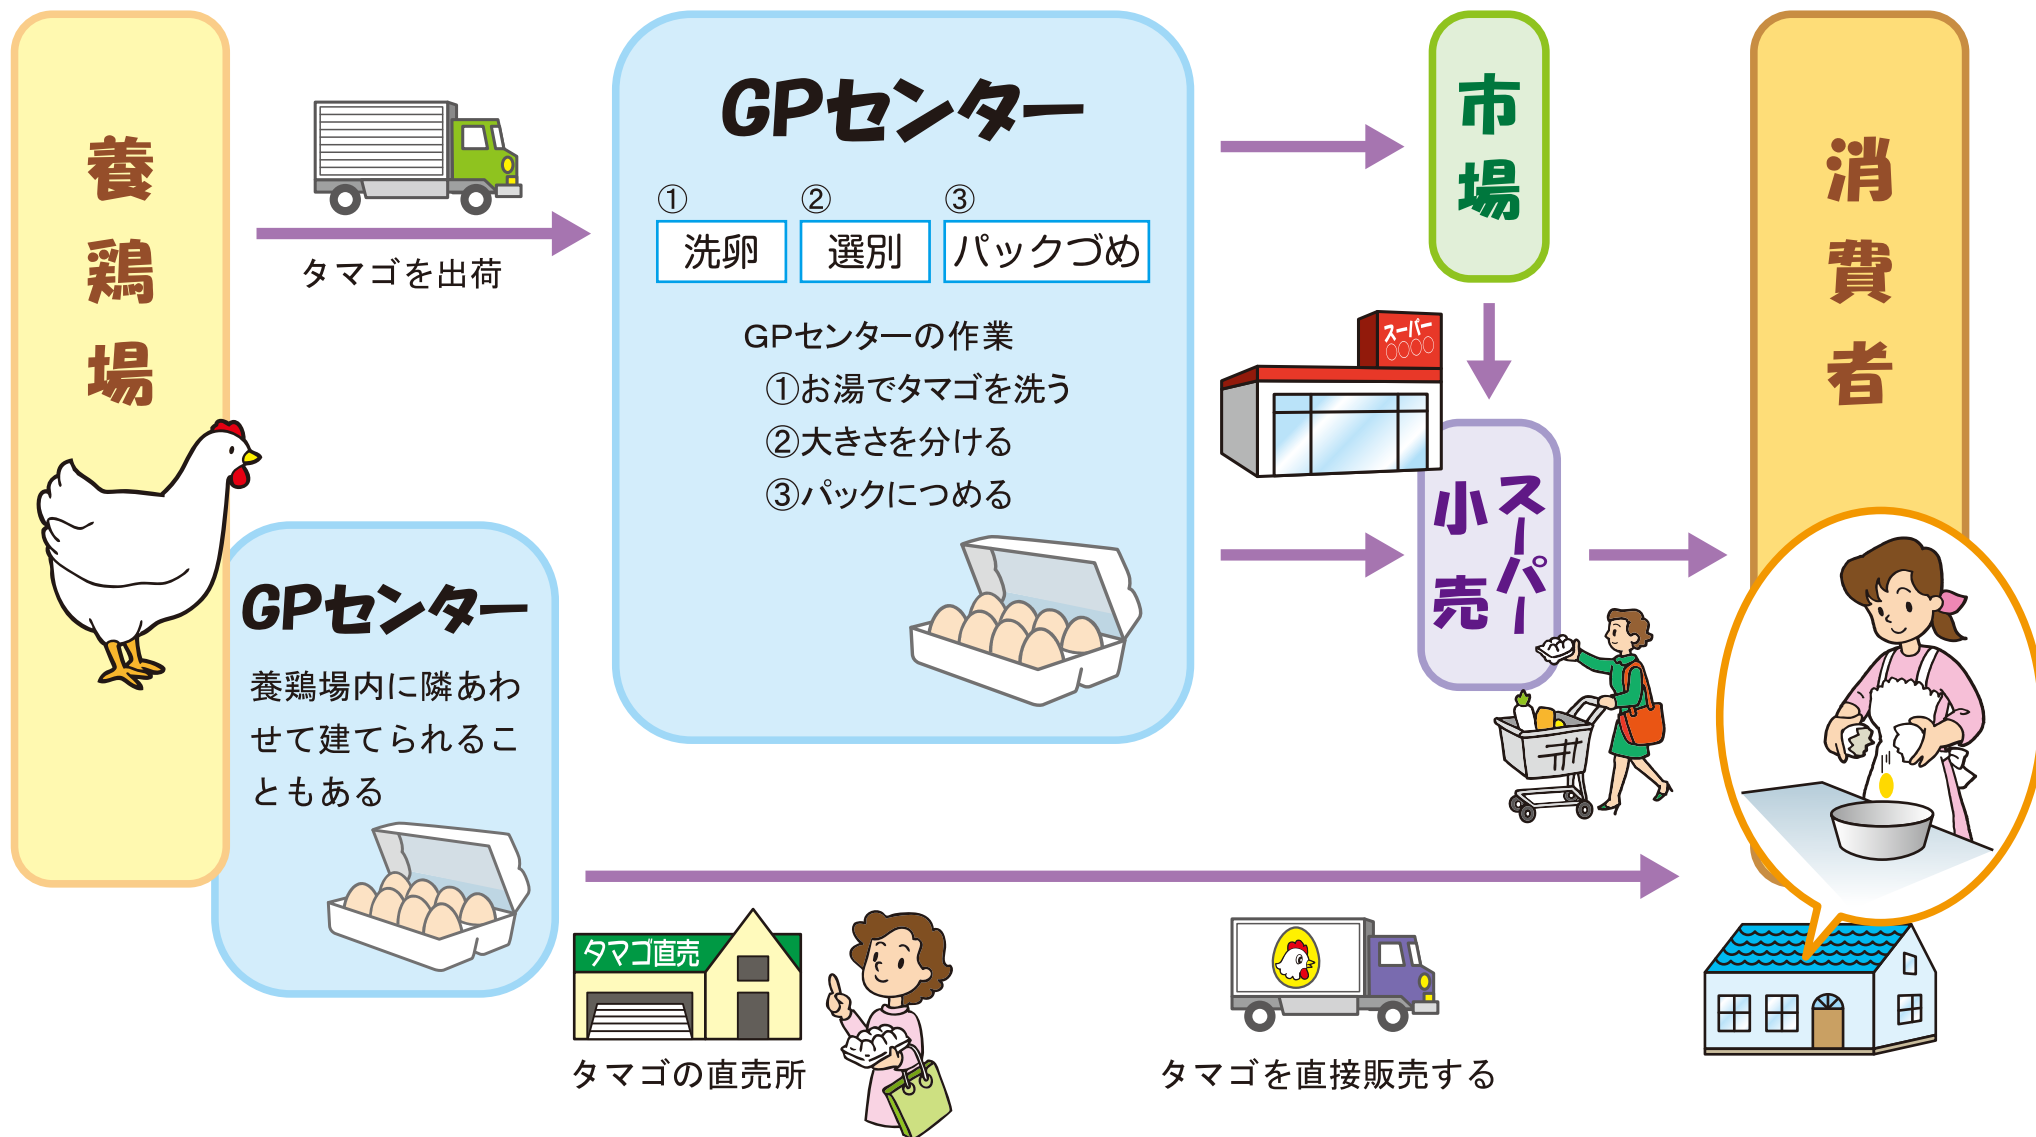 養鶏場
タマゴを出荷
GPセンター
①
洗卵
②
選別
③
パックづめ
GPセンターの作業
①お湯でタマゴを洗う
②大きさを分ける
③パックにつめる
市場
スーパー
○○○○
スーパー
小売
消費者
GPセンター
養鶏場内に隣あわ
せて建てられるこ
ともある
タマゴ直売
タマゴの直売所
タマゴを直接販売する